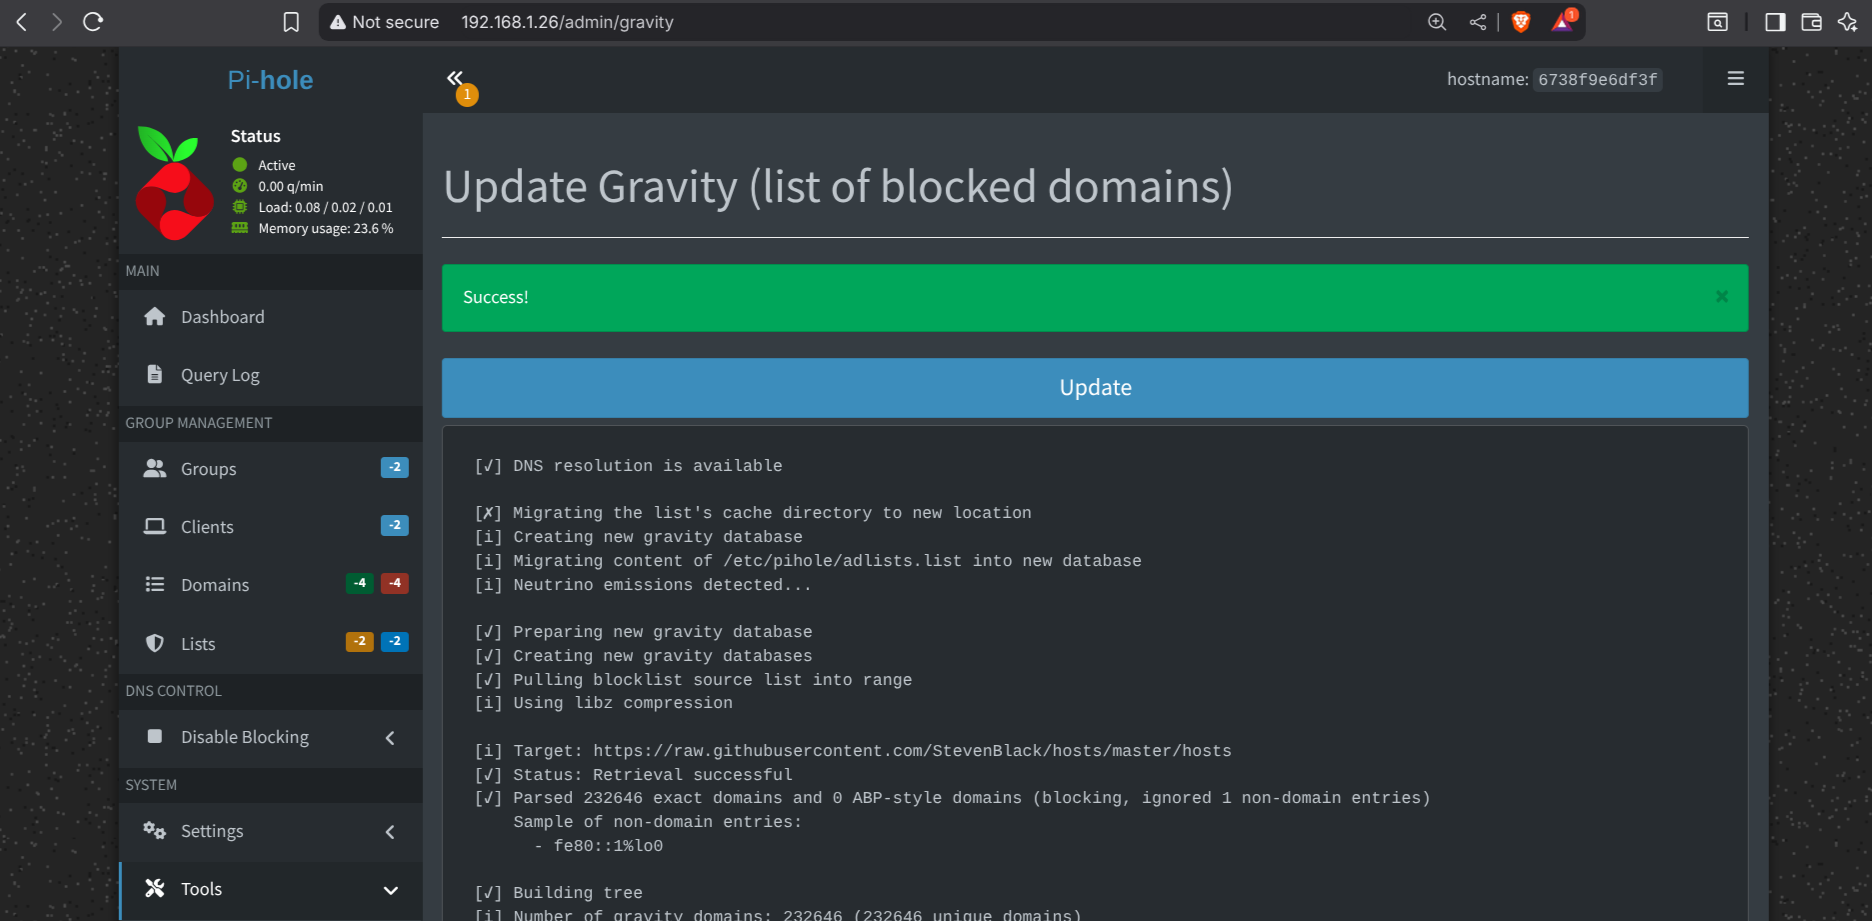 Not secure 192.168.1.26/admin/gravity
1
Pi-hole
1
hostname: 6738f9e6df3f
Status
Active
0.00 q/min
Load: 0.08 / 0.02 / 0.01
Memory usage: 23.6 %
MAIN
Dashboard
Query Log
GROUP MANAGEMENT
Groups -2
Clients -2
Domains -4 -4
Lists -2 -2
DNS CONTROL
Disable Blocking
SYSTEM
Settings
Tools
Update Gravity (list of blocked domains)
Success!
×
Update
[✓] DNS resolution is available
[✗] Migrating the list's cache directory to new location
[i] Creating new gravity database
[i] Migrating content of /etc/pihole/adlists.list into new database
[i] Neutrino emissions detected...
[✓] Preparing new gravity database
[✓] Creating new gravity databases
[✓] Pulling blocklist source list into range
[i] Using libz compression
[i] Target: https://raw.githubusercontent.com/StevenBlack/hosts/master/hosts
[✓] Status: Retrieval successful
[✓] Parsed 232646 exact domains and 0 ABP-style domains (blocking, ignored 1 non-domain entries)
Sample of non-domain entries:
- fe80::1%lo0
[✓] Building tree
[i] Number of gravity domains: 232646 (232646 unique domains)